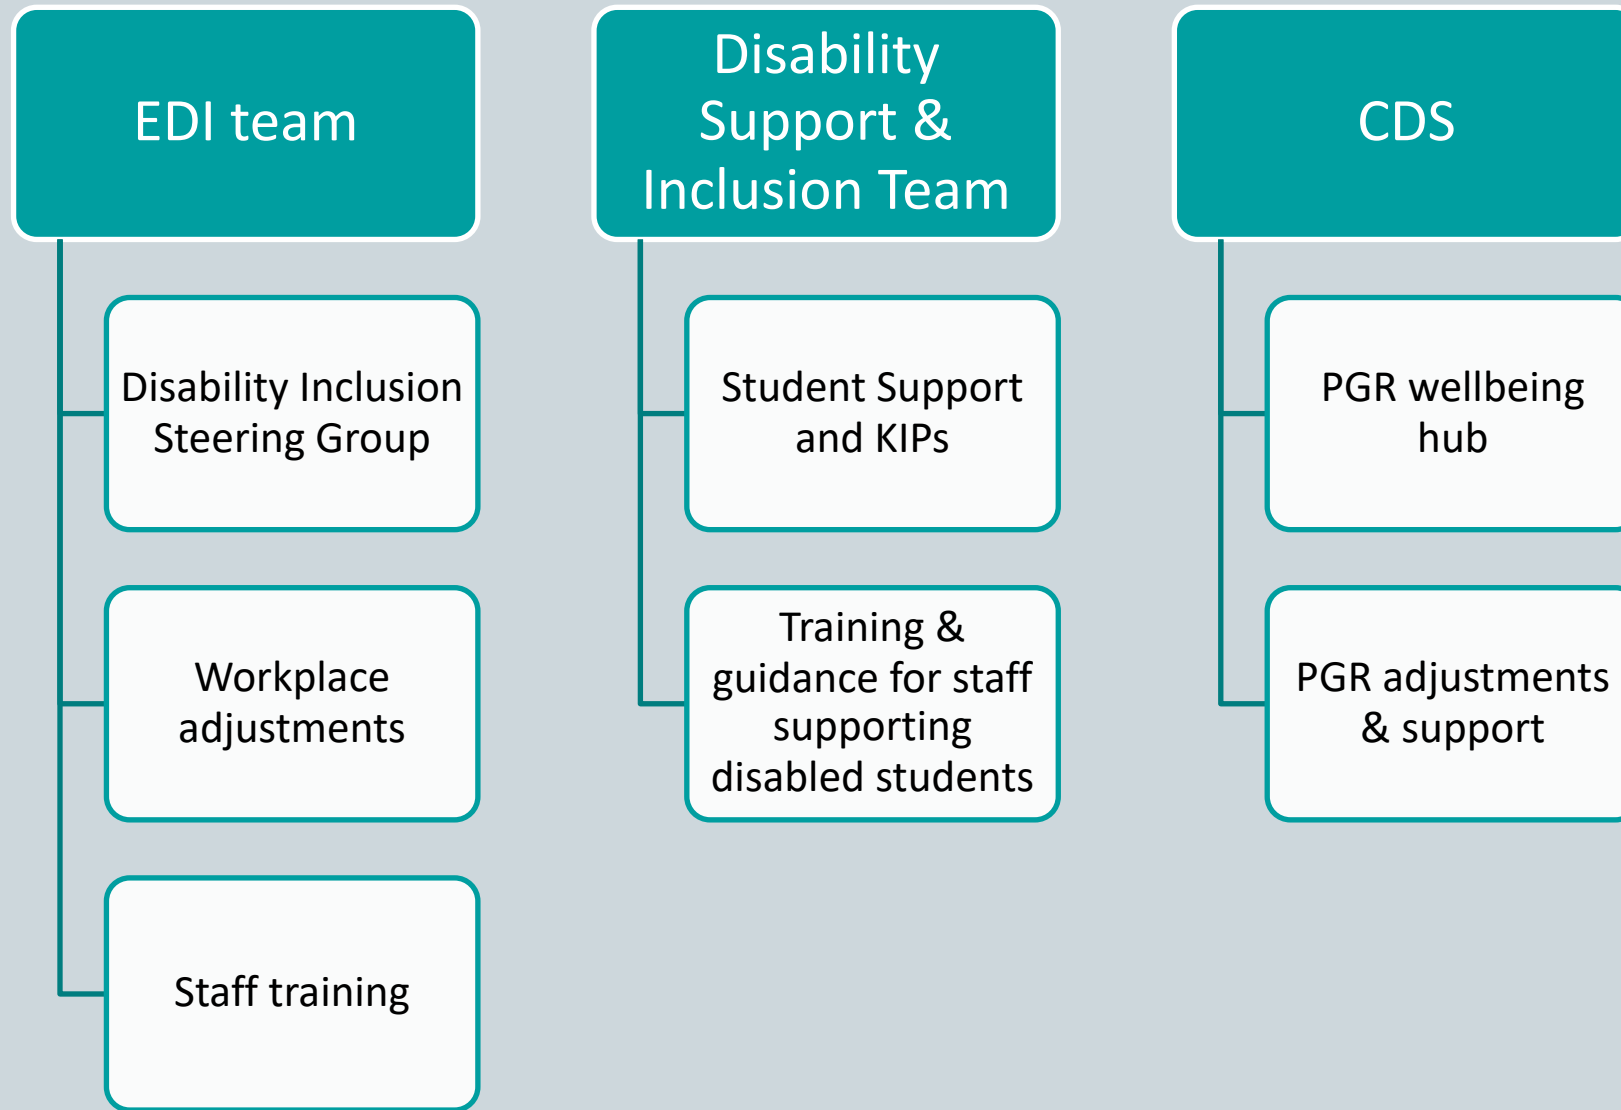 EDI team
Disability Inclusion
Steering Group
Workplace
adjustments
Staff training
Disability
Support &
Inclusion Team
Student Support
and KIPs
Training &
guidance for staff
supporting
disabled students
CDS
PGR wellbeing
hub
PGR adjustments
& support